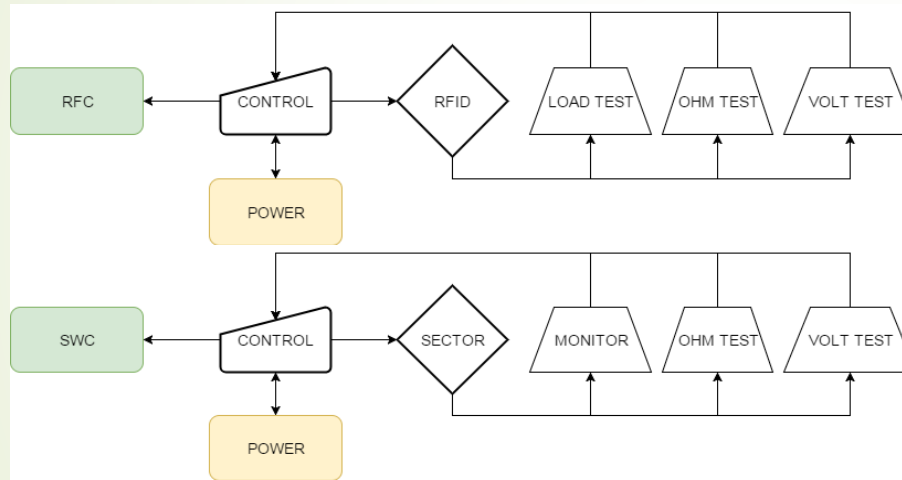 RFC
CONTROL
RFID
LOAD TEST
OHM TEST
VOLT TEST
POWER
SWC
CONTROL
SECTOR
MONITOR
OHM TEST
VOLT TEST
POWER